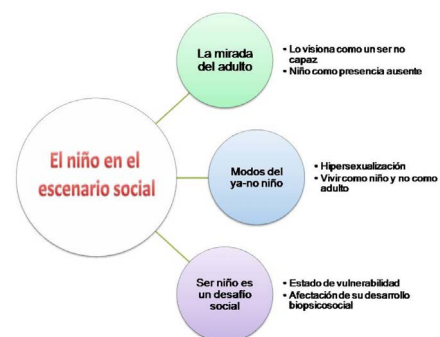 El niño en el
escenario social
La mirada
del adulto
• Lo visiona como un ser no
capaz
• Niño como presencia ausente
Modos del
ya-no niño
• Hipersexualización
• Vivir como niño y no como
adulto
Ser niño es
un desafío
social
• Estado de vulnerabilidad
• Afectación de su desarrollo
biopsicosocial